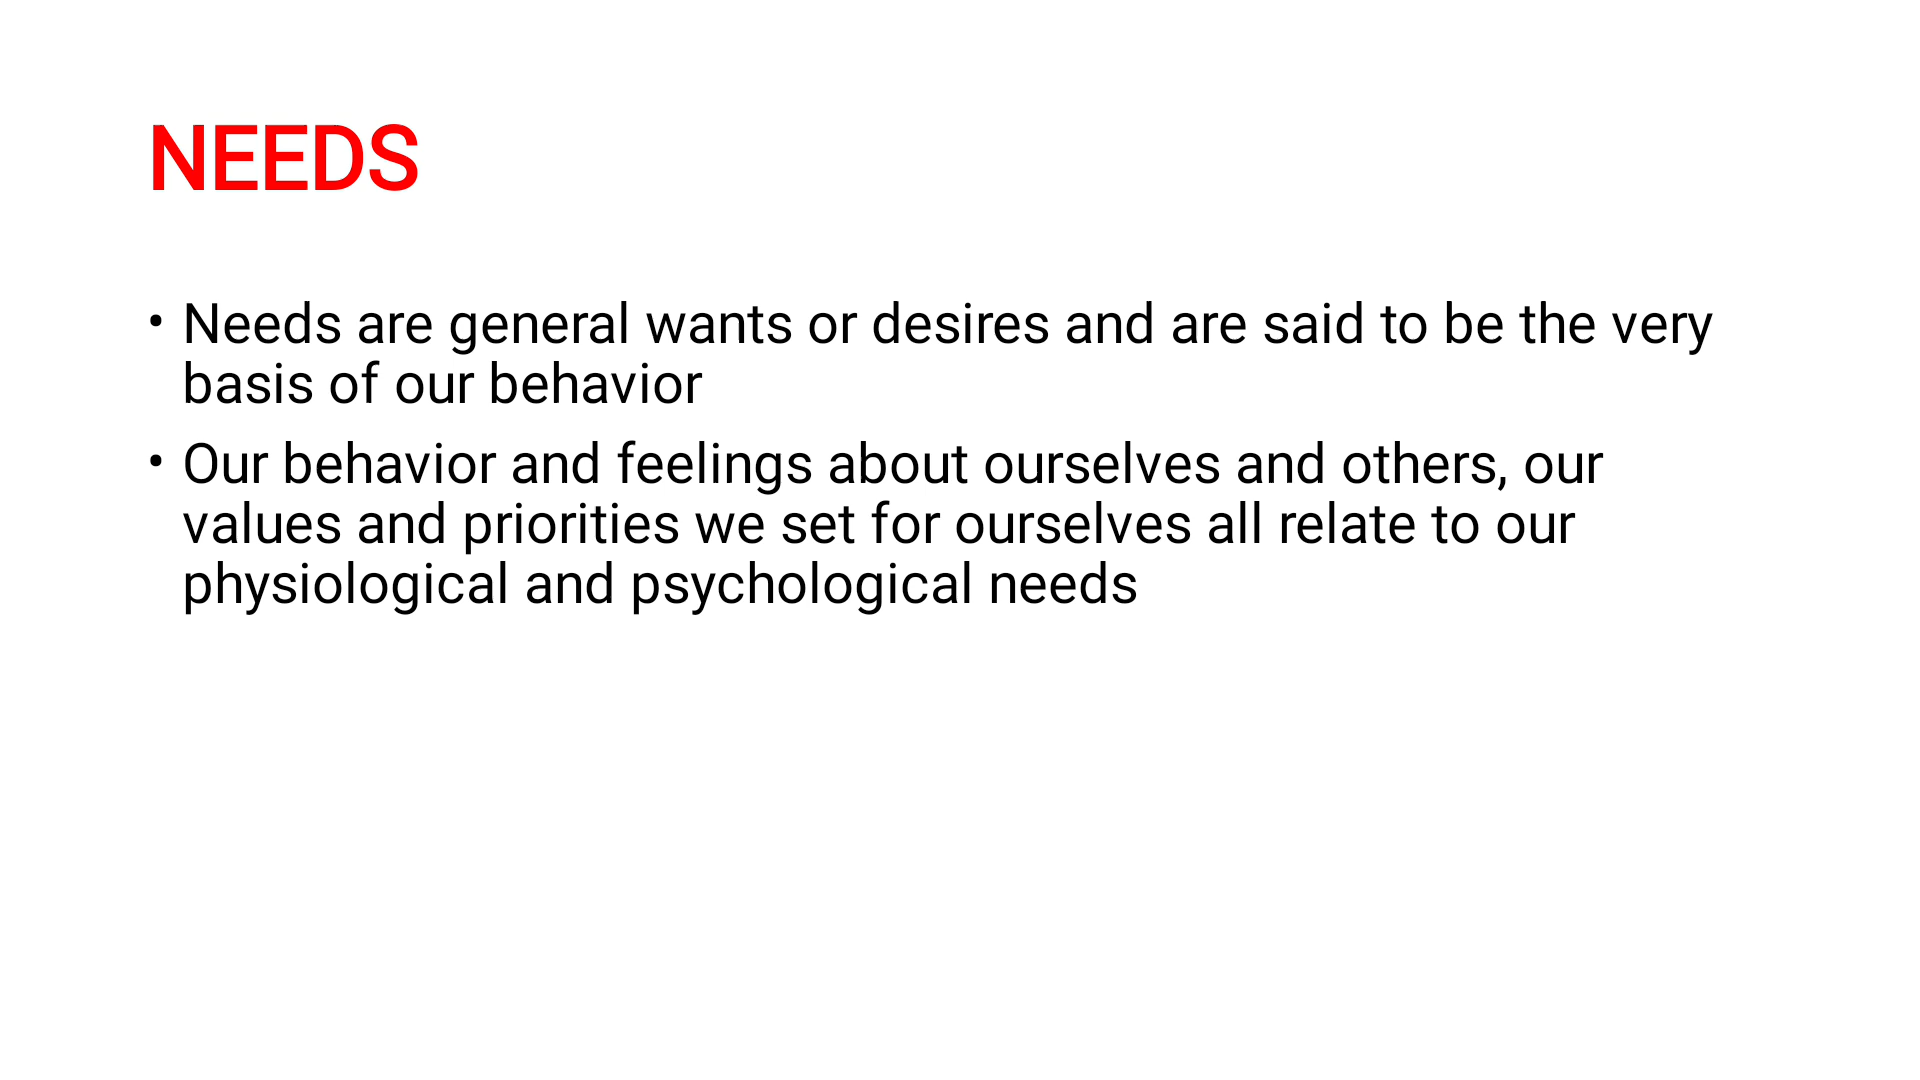 NEEDS
• Needs are general wants or desires and are said to be the very
basis of our behavior
• Our behavior and feelings about ourselves and others, our
values and priorities we set for ourselves all relate to our
physiological and psychological needs